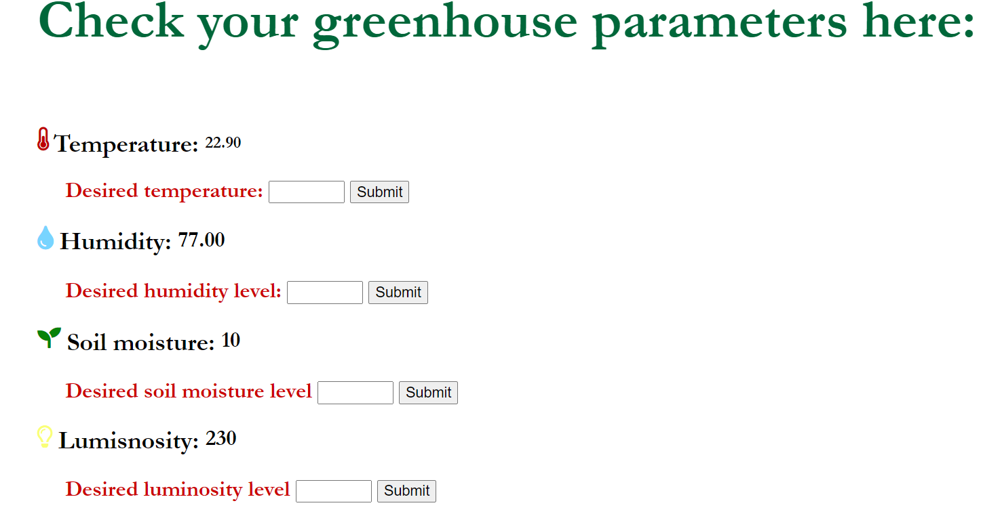 Check your greenhouse parameters here:
Temperature: 22.90
Desired temperature: Submit
Humidity: 77.00
Desired humidity level: Submit
Soil moisture: 10
Desired soil moisture level Submit
Lumisnosity: 230
Desired luminosity level Submit